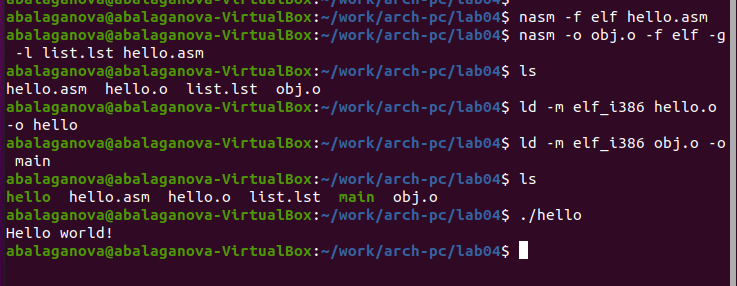 abalaganova@abalaganova-VirtualBox:~/work/arch-pc/lab04$ nasm -f elf hello.asm
abalaganova@abalaganova-VirtualBox:~/work/arch-pc/lab04$ nasm -o obj.o -f elf -g
 -l list.lst hello.asm
abalaganova@abalaganova-VirtualBox:~/work/arch-pc/lab04$ ls
hello.asm  hello.o  list.lst  obj.o
abalaganova@abalaganova-VirtualBox:~/work/arch-pc/lab04$ ld -m elf_i386 hello.o
-o hello
abalaganova@abalaganova-VirtualBox:~/work/arch-pc/lab04$ ld -m elf_i386 obj.o -o
 main
abalaganova@abalaganova-VirtualBox:~/work/arch-pc/lab04$ ls
hello  hello.asm  hello.o  list.lst  main  obj.o
abalaganova@abalaganova-VirtualBox:~/work/arch-pc/lab04$ ./hello
Hello world!
abalaganova@abalaganova-VirtualBox:~/work/arch-pc/lab04$